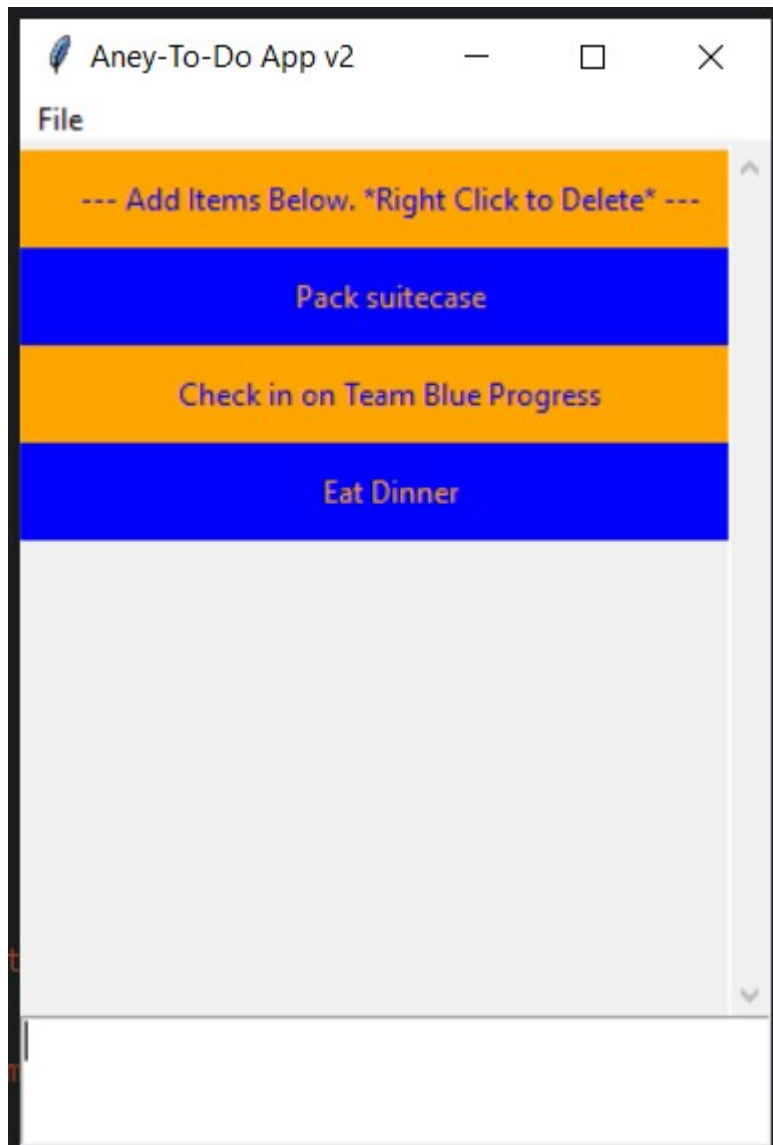 Aney-To-Do App v2
File
--- Add Items Below. *Right Click to Delete* ---
Pack suitecase
Check in on Team Blue Progress
Eat Dinner
t
m